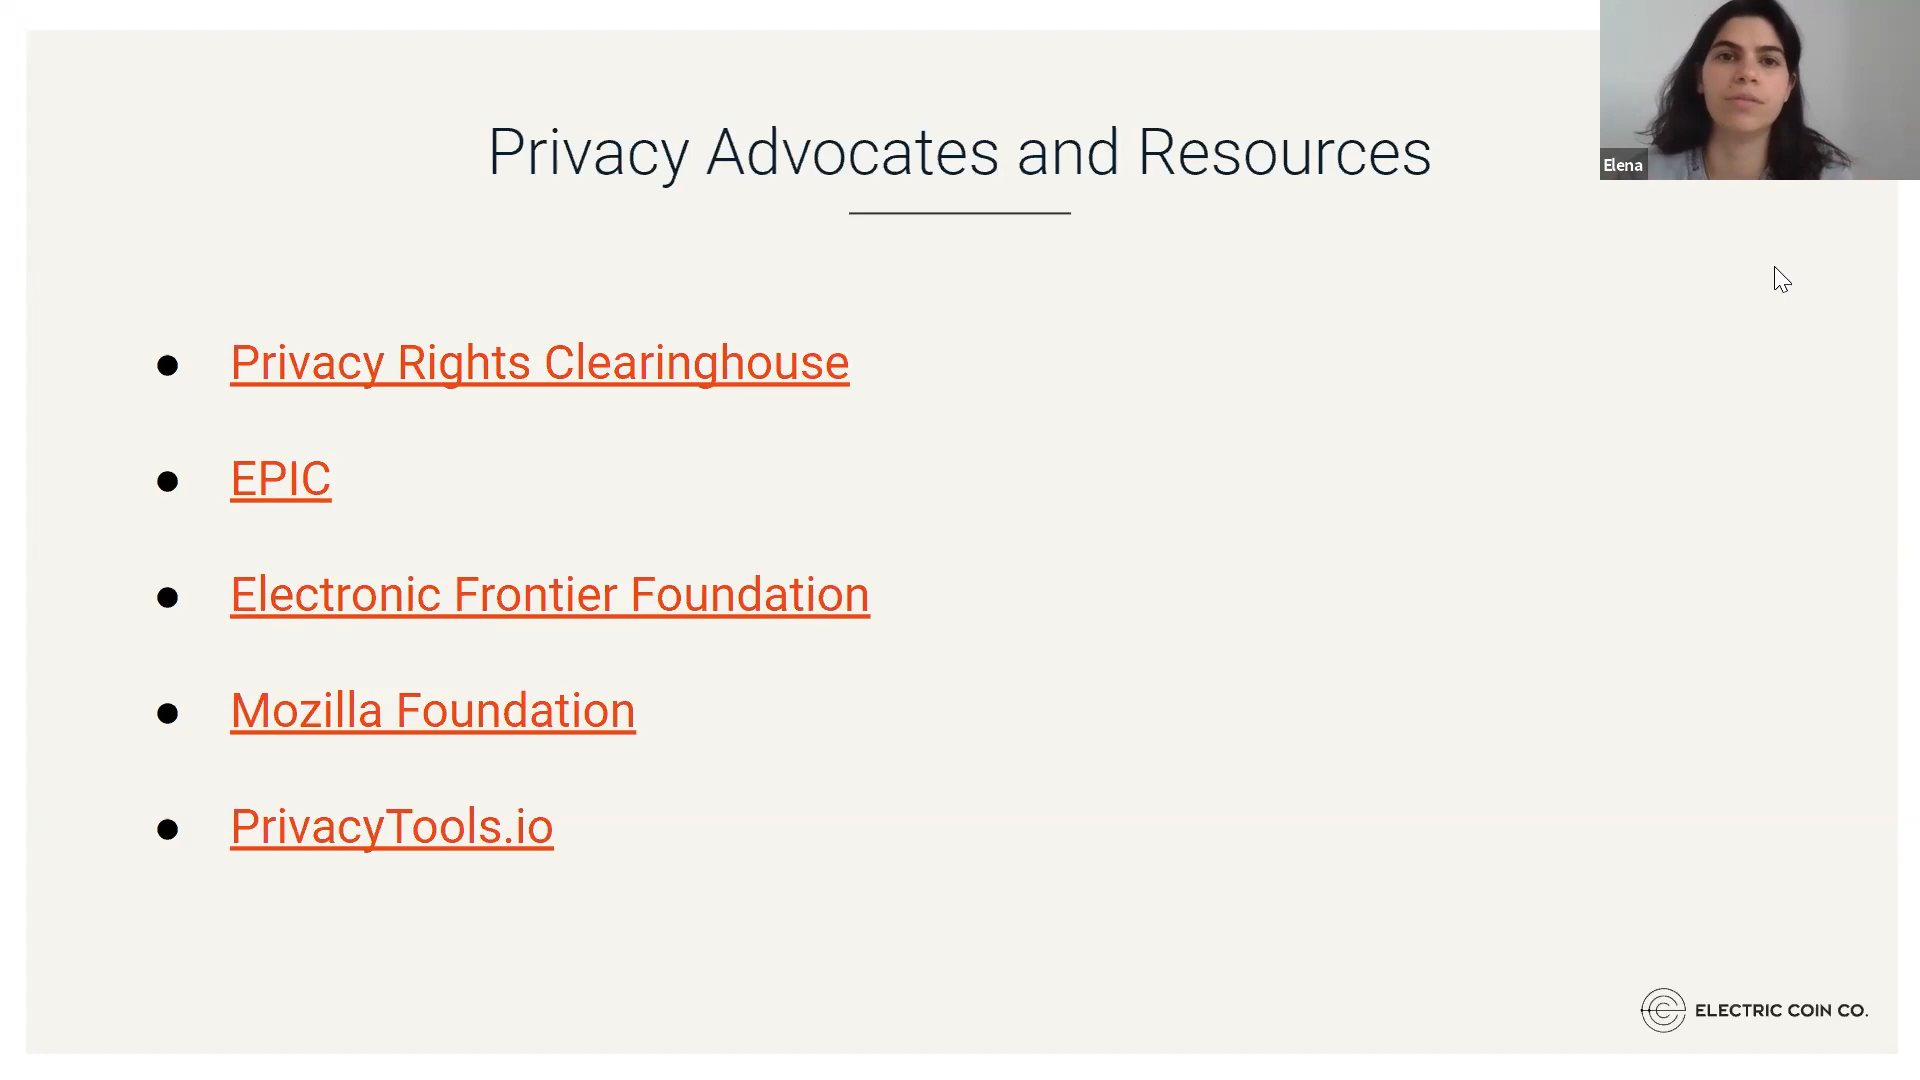 Privacy Advocates and Resources
Elena
Privacy Rights Clearinghouse
EPIC
Electronic Frontier Foundation
Mozilla Foundation
PrivacyTools.io
ELECTRIC COIN CO.